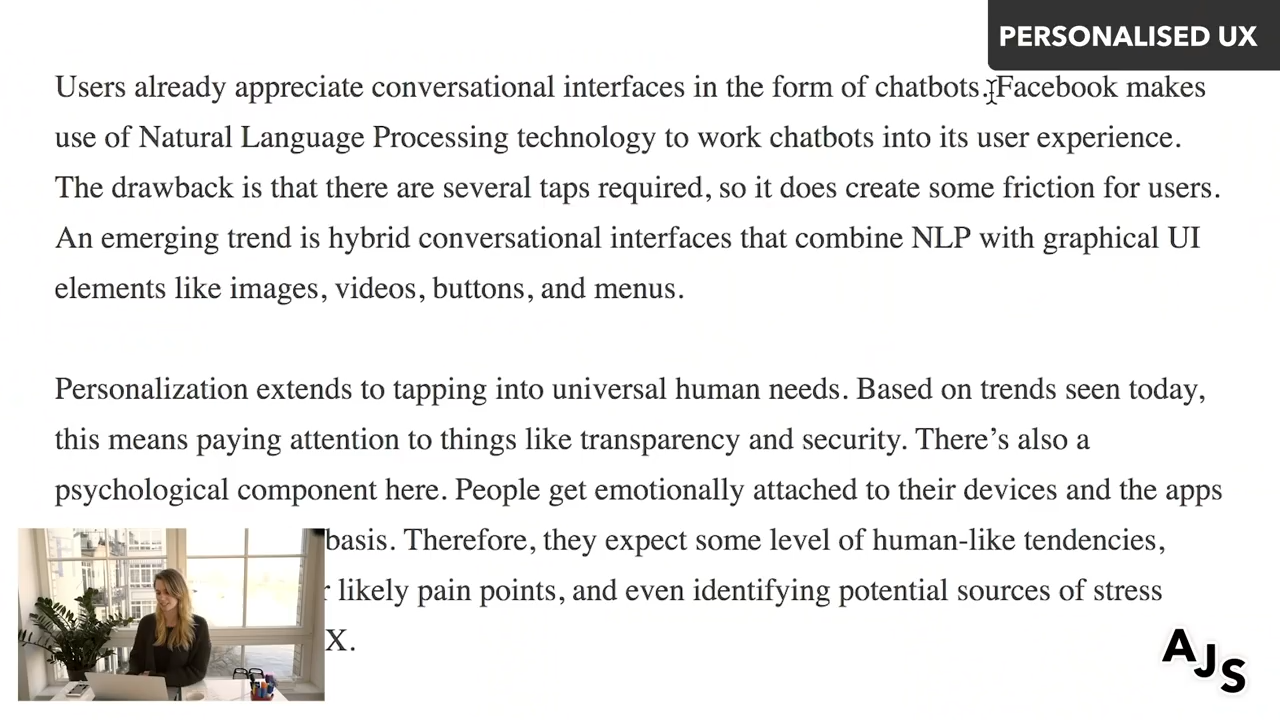 PERSONALISED UX
Users already appreciate conversational interfaces in the form of chatbots. Facebook makes
use of Natural Language Processing technology to work chatbots into its user experience.
The drawback is that there are several taps required, so it does create some friction for users.
An emerging trend is hybrid conversational interfaces that combine NLP with graphical UI
elements like images, videos, buttons, and menus.
Personalization extends to tapping into universal human needs. Based on trends seen today,
this means paying attention to things like transparency and security. There’s also a
psychological component here. People get emotionally attached to their devices and the apps
basis. Therefore, they expect some level of human-like tendencies,
likely pain points, and even identifying potential sources of stress
X.
AJS